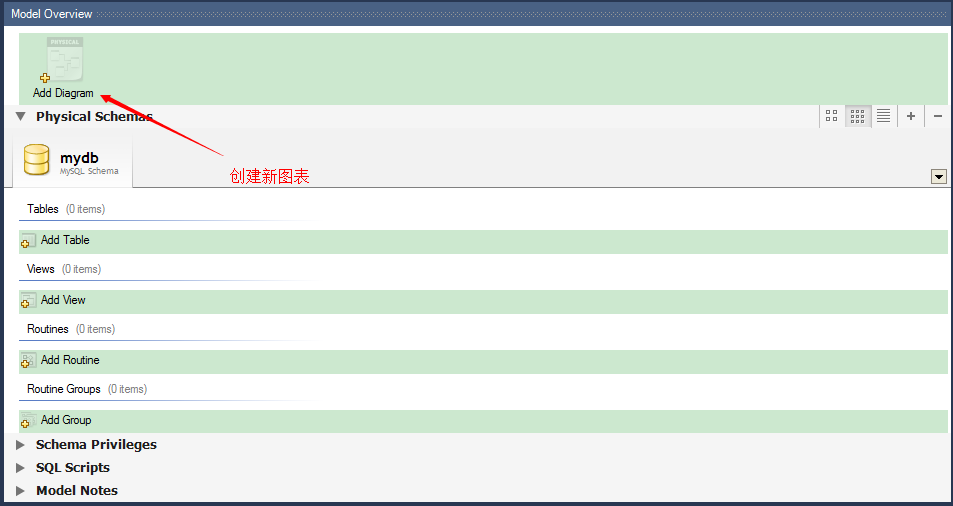 Model Overview
PHYSICAL
Add Diagram
Physical Schemas
mydb
MySQL Schema
创建新图表
Tables (0 items)
Add Table
Views (0 items)
Add View
Routines (0 items)
Add Routine
Routine Groups (0 items)
Add Group
Schema Privileges
SQL Scripts
Model Notes